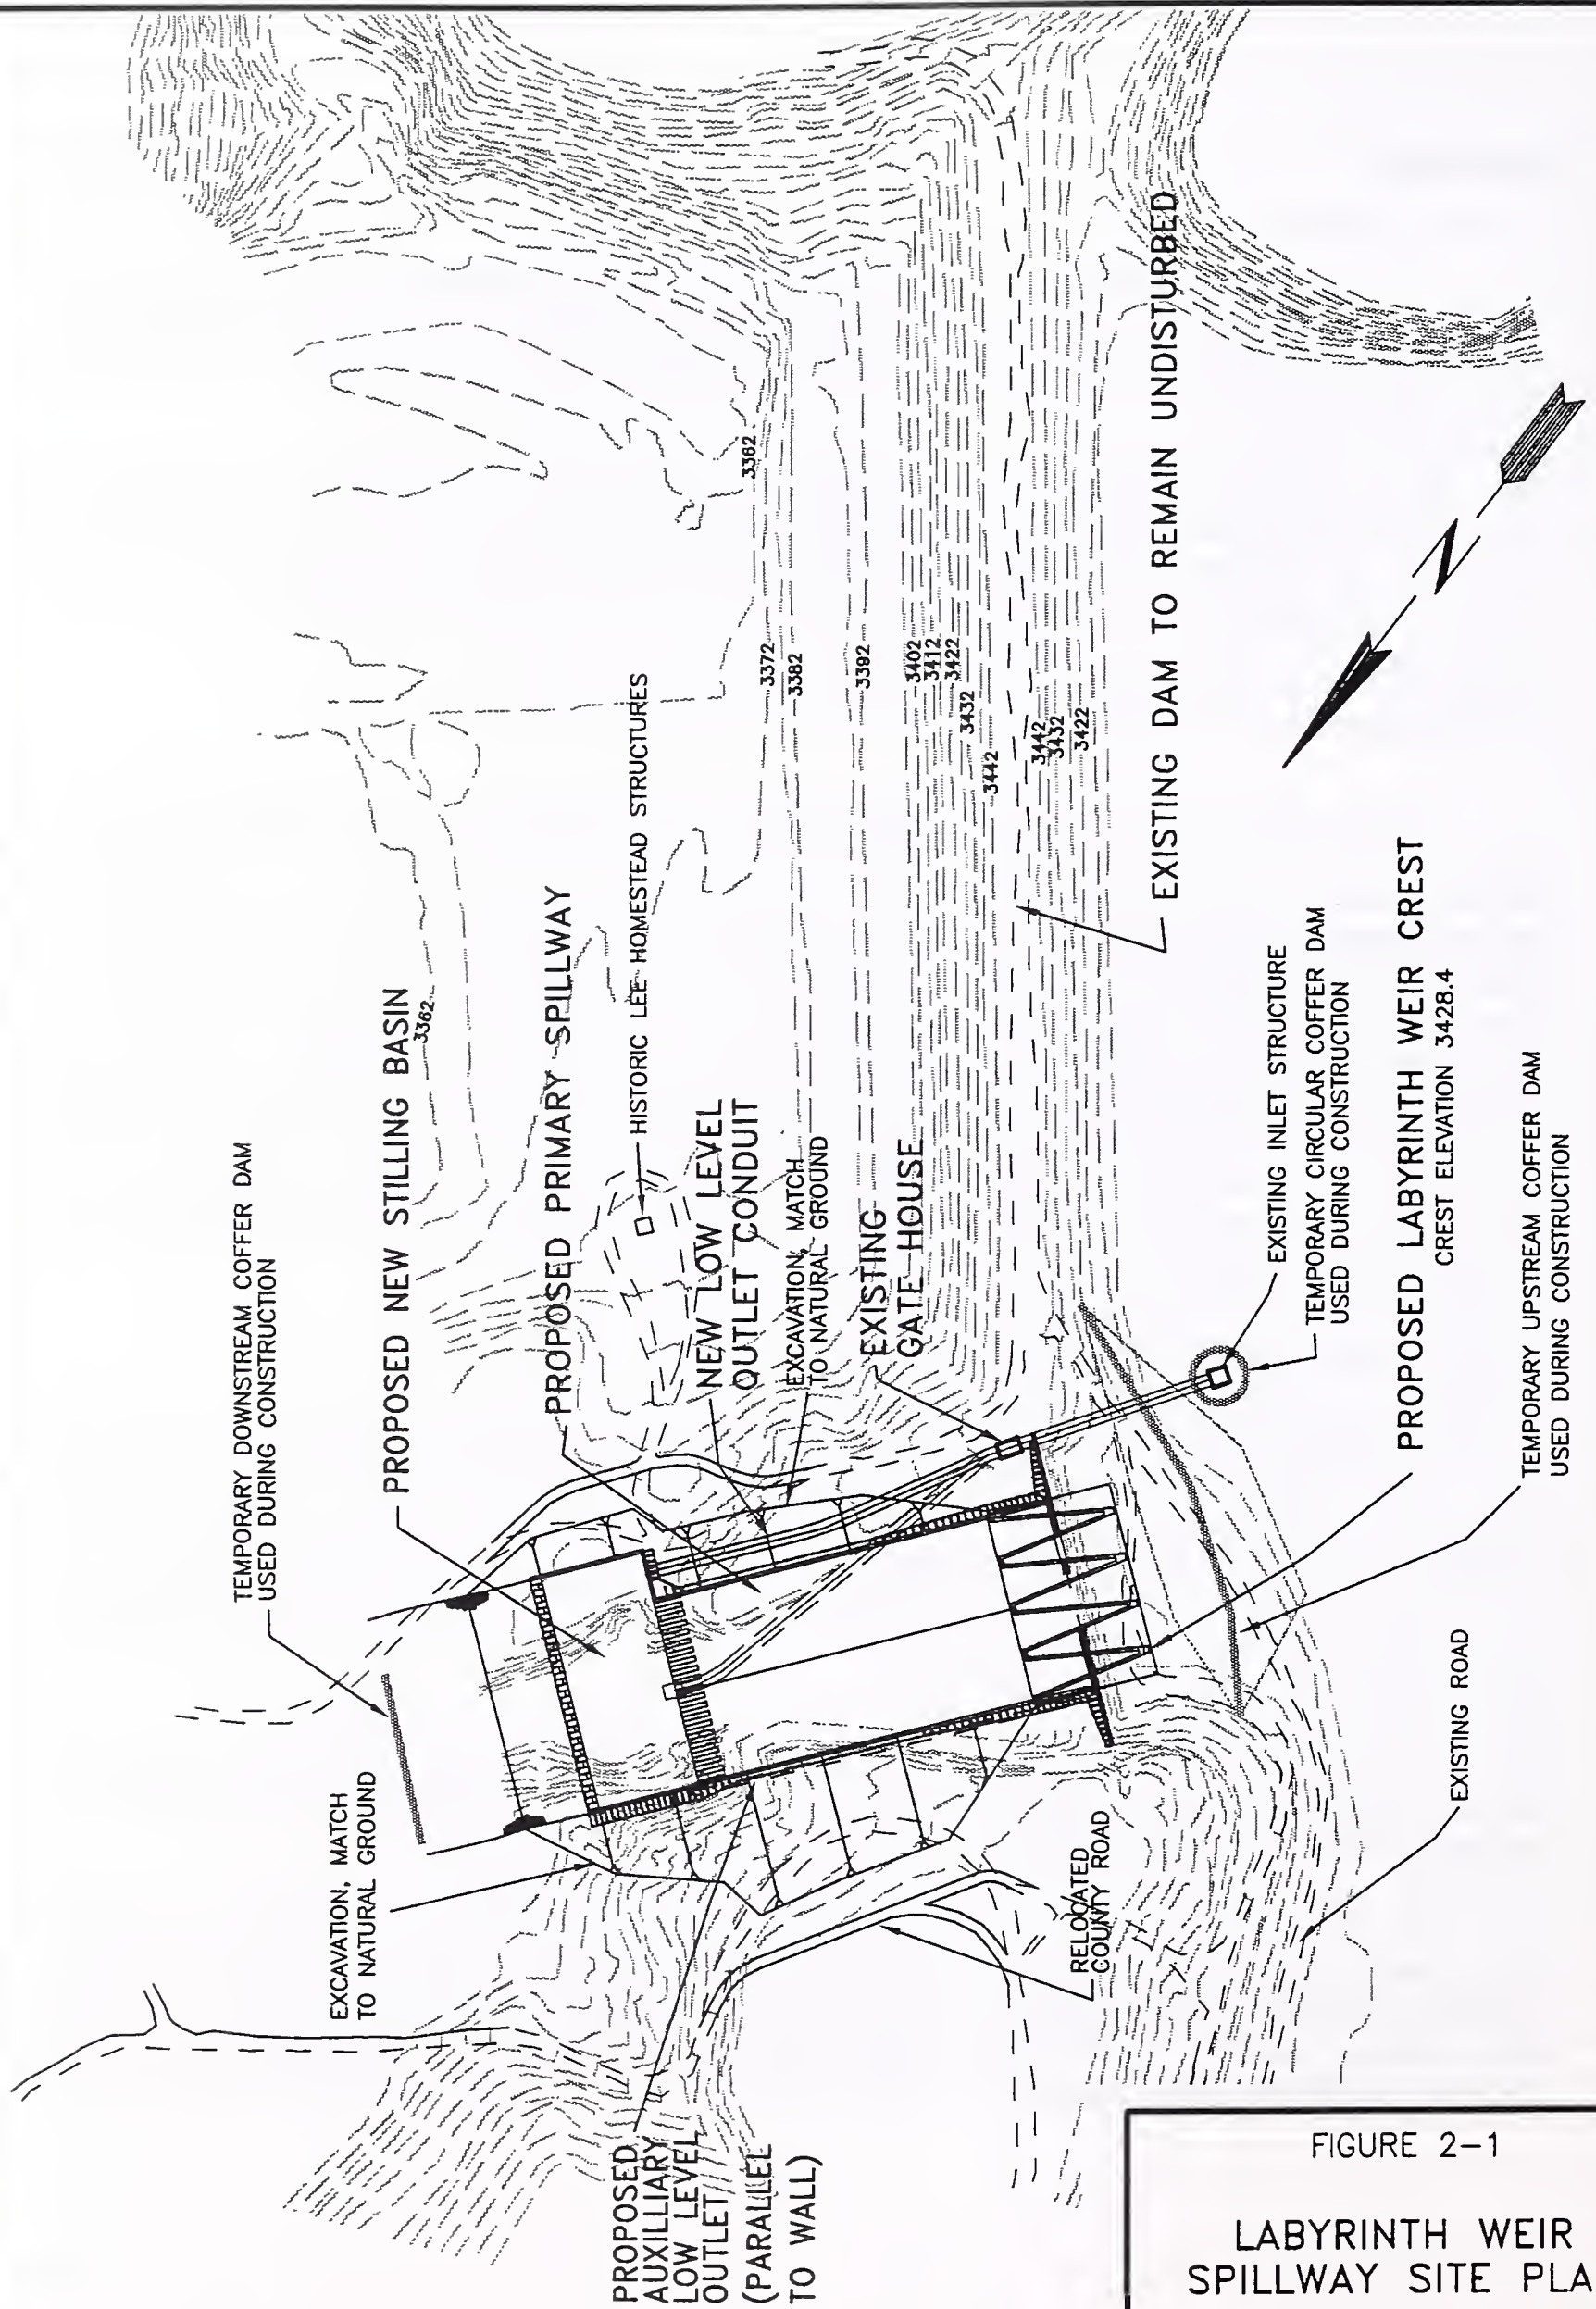 TEMPORARY DOWNSTREAM COFFER DAM
USED DURING CONSTRUCTION
PROPOSED NEW STILLING BASIN
3362
PROPOSED PRIMARY SPILLWAY
HISTORIC LEE HOMESTEAD STRUCTURES
NEW LOW LEVEL
OUTLET CONDUIT
EXCAVATION, MATCH
TO NATURAL GROUND
EXISTING
GATE HOUSE
3362
3372
3382
3392
3402
3412
3422
3432
3442
3442
3432
3422
EXISTING DAM TO REMAIN UNDISTURBED
N
EXISTING INLET STRUCTURE
TEMPORARY CIRCULAR COFFER DAM
USED DURING CONSTRUCTION
PROPOSED LABYRINTH WEIR CREST
CREST ELEVATION 3428.4
TEMPORARY UPSTREAM COFFER DAM
USED DURING CONSTRUCTION
EXISTING ROAD
EXCAVATION, MATCH
TO NATURAL GROUND
RELOCATED
COUNTY ROAD
PROPOSED
AUXILLIARY
LOW LEVEL
OUTLET
(PARALLEL
TO WALL)
FIGURE 2-1
LABYRINTH WEIR
SPILLWAY SITE PLA